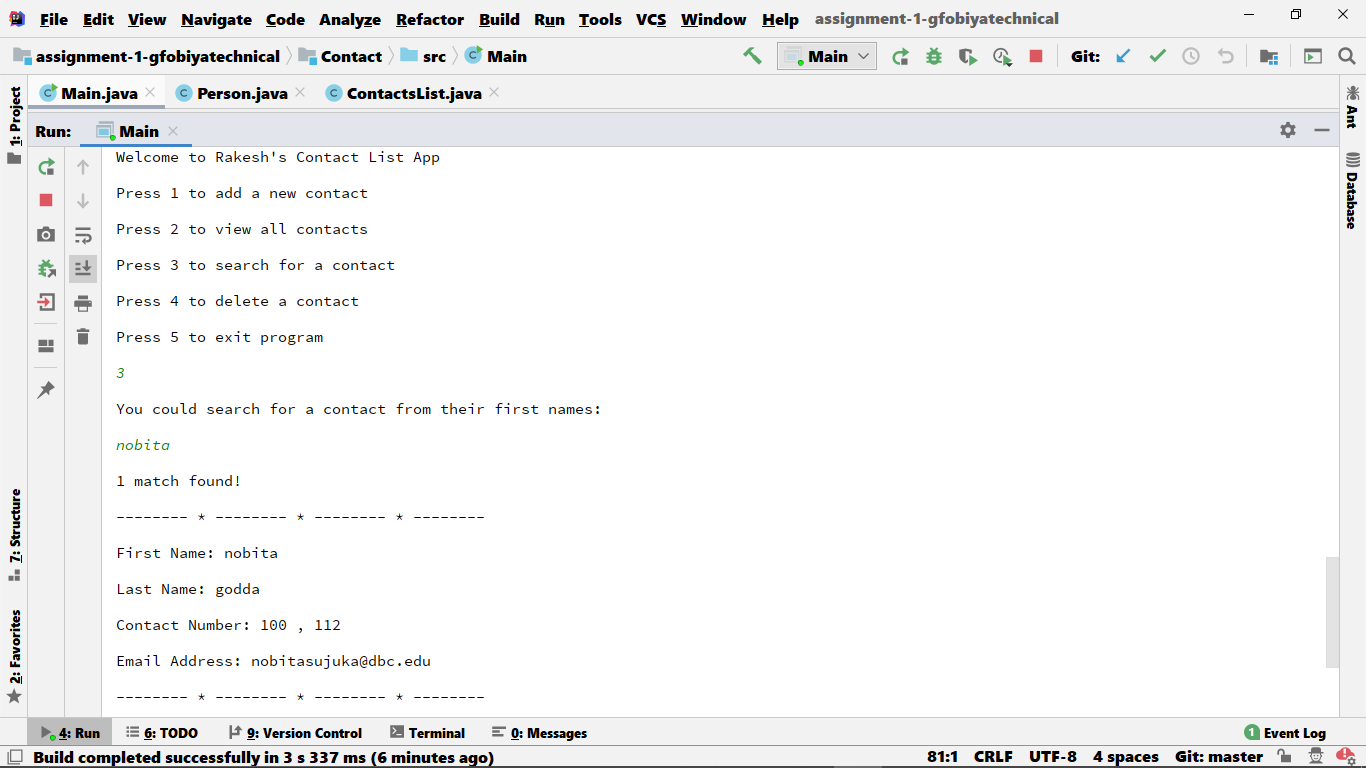 File Edit View Navigate Code Analyze Refactor Build Run Tools VCS Window Help assignment-1-gfobiyatechnical
assignment-1-gfobiyatechnical Contact src Main Main Git:
Main.java Person.java ContactsList.java
1: Project
Ant
Database
Run: Main
Welcome to Rakesh's Contact List App
Press 1 to add a new contact
Press 2 to view all contacts
Press 3 to search for a contact
Press 4 to delete a contact
Press 5 to exit program
3
You could search for a contact from their first names:
nobita
1 match found!
-------- * -------- * -------- * --------
First Name: nobita
Last Name: godda
Contact Number: 100 , 112
Email Address: nobitasujuka@dbc.edu
-------- * -------- * -------- * --------
7: Structure
2: Favorites
4: Run 6: TODO 9: Version Control Terminal 0: Messages 1 Event Log
Build completed successfully in 3 s 337 ms (6 minutes ago) 81:1 CRLF UTF-8 4 spaces Git: master